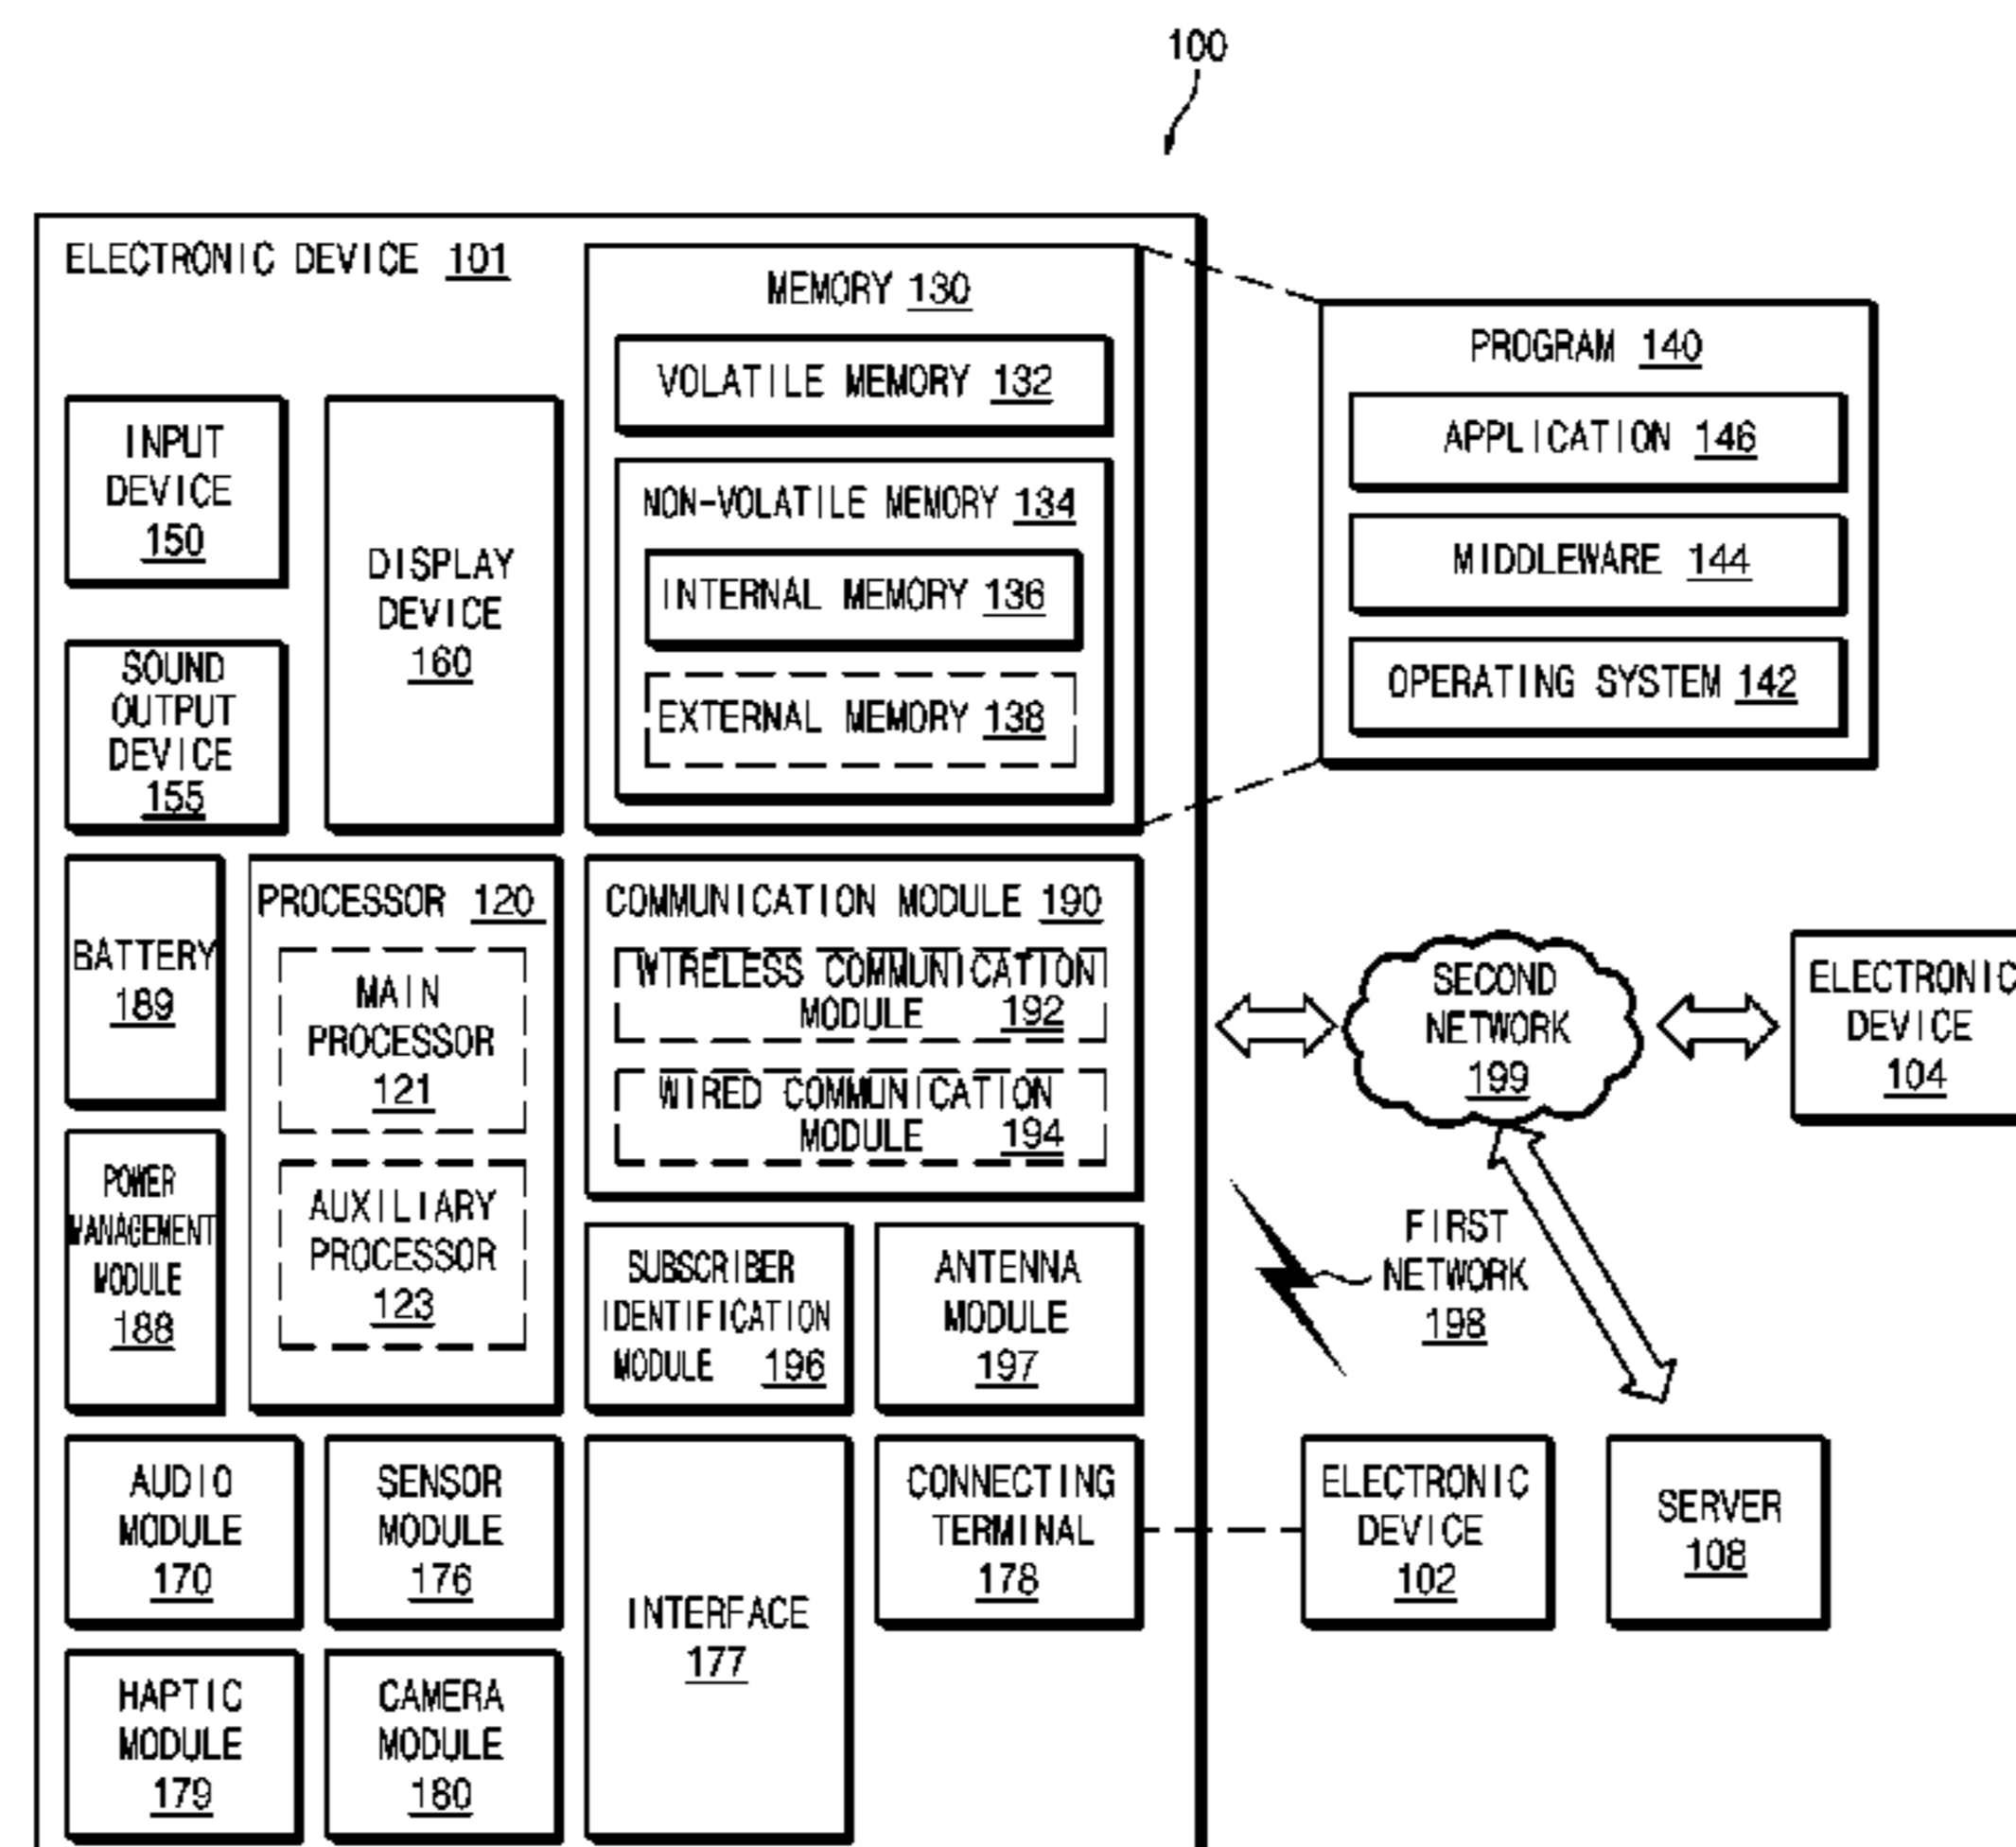 100
ELECTRONIC DEVICE 101
MEMORY 130
VOLATILE MEMORY 132
NON-VOLATILE MEMORY 134
INTERNAL MEMORY 136
EXTERNAL MEMORY 138
PROGRAM 140
APPLICATION 146
MIDDLEWARE 144
OPERATING SYSTEM 142
INPUT
DEVICE
150
SOUND
OUTPUT
DEVICE
155
DISPLAY
DEVICE
160
BATTERY
189
POWER
MANAGEMENT
MODULE
188
PROCESSOR 120
MAIN
PROCESSOR
121
AUXILIARY
PROCESSOR
123
COMMUNICATION MODULE 190
WIRELESS COMMUNICATION
MODULE 192
WIRED COMMUNICATION
MODULE 194
SUBSCRIBER
IDENTIFICATION
MODULE 196
ANTENNA
MODULE
197
SECOND
NETWORK
199
ELECTRONIC
DEVICE
104
FIRST
NETWORK
198
AUDIO
MODULE
170
SENSOR
MODULE
176
INTERFACE
177
CONNECTING
TERMINAL
178
ELECTRONIC
DEVICE
102
SERVER
108
HAPTIC
MODULE
179
CAMERA
MODULE
180